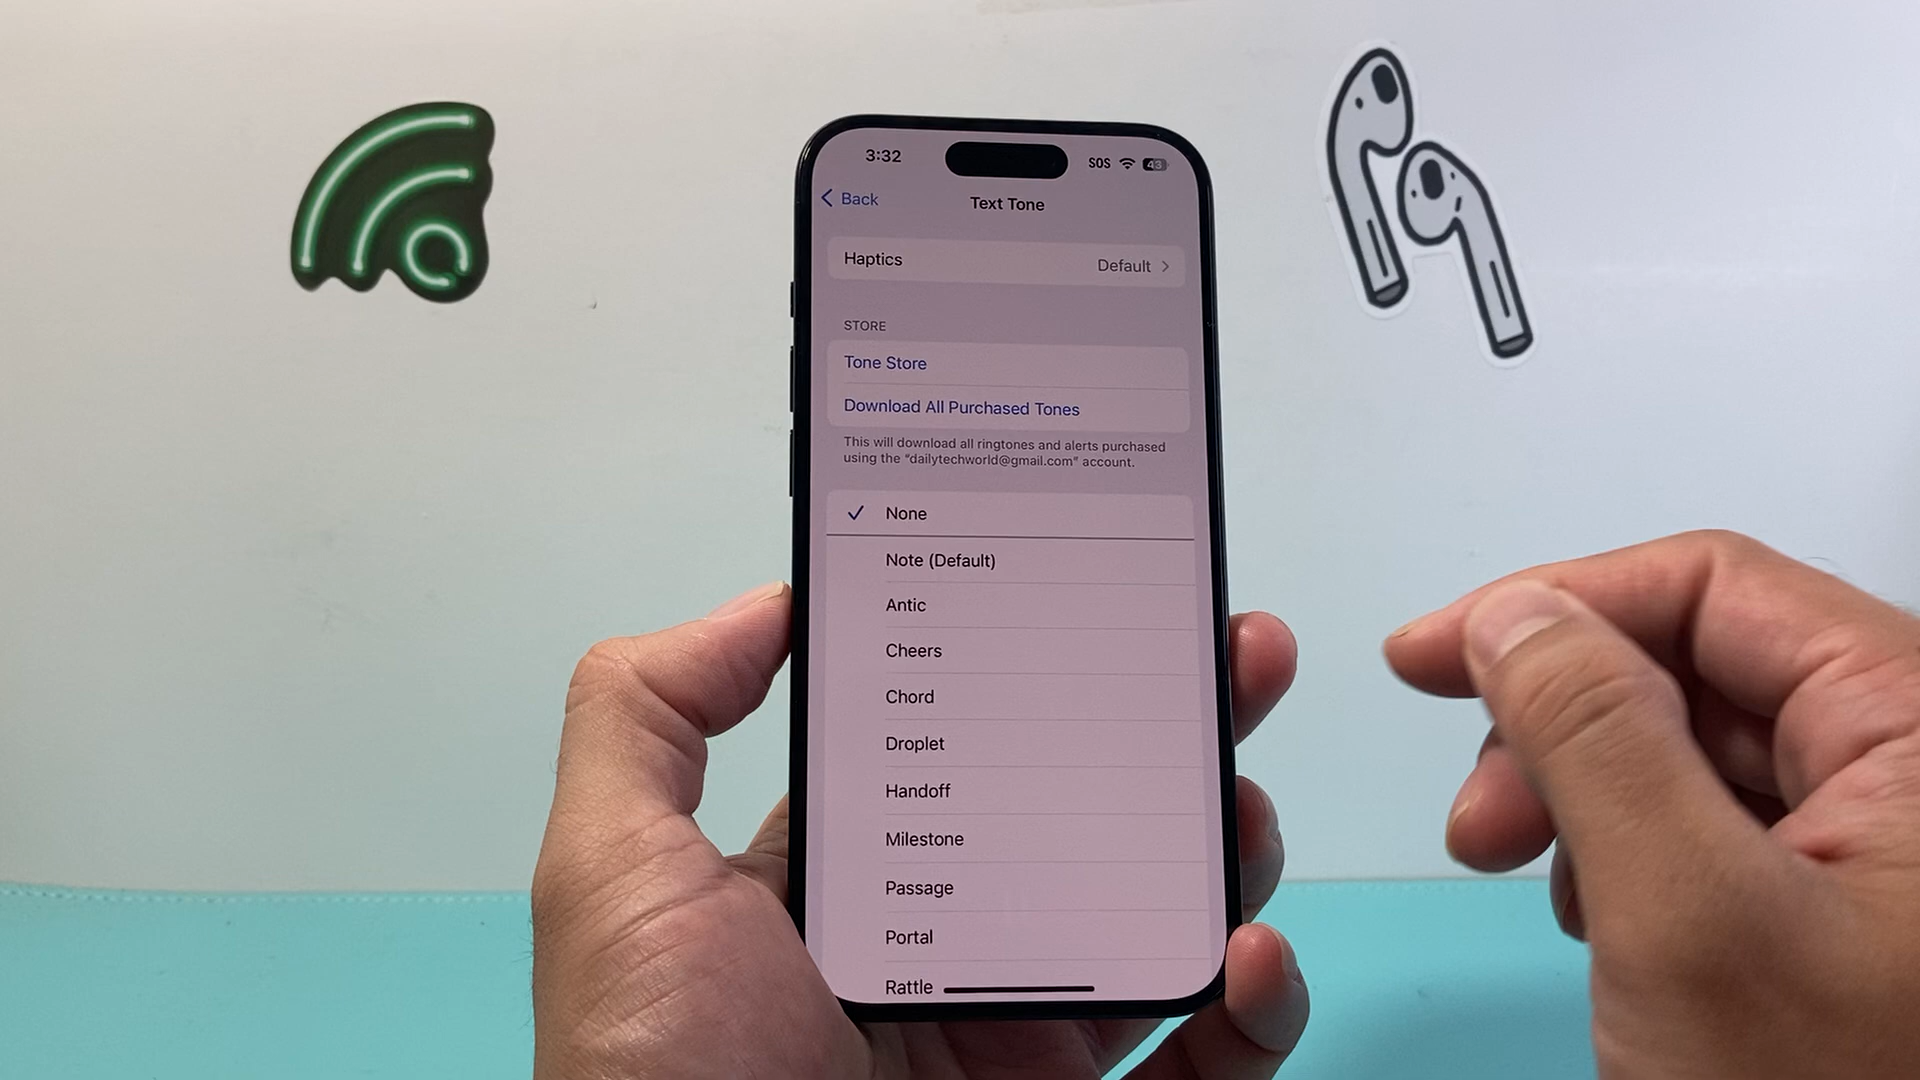 3:32
SOS
43
Back
Text Tone
Haptics
Default
STORE
Tone Store
Download All Purchased Tones
This will download all ringtones and alerts purchased
using the “dailytechworld@gmail.com” account.
None
Note (Default)
Antic
Cheers
Chord
Droplet
Handoff
Milestone
Passage
Portal
Rattle